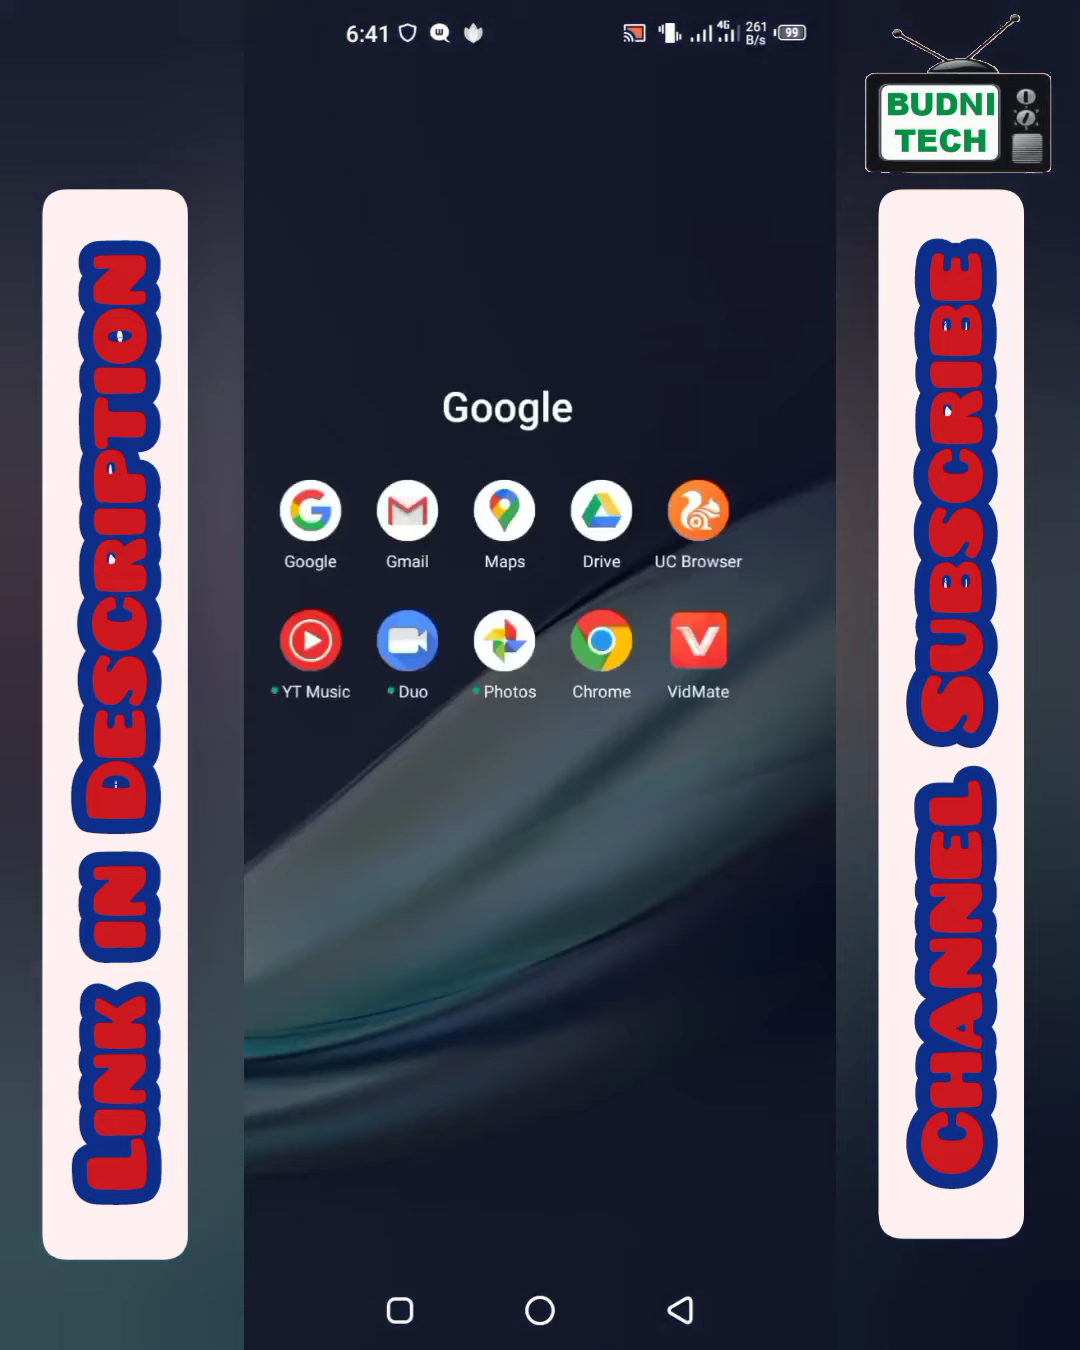 6:41
4G
261
B/s
99
BUDNI
TECH
LINK IN DESCRIPTION
Google
Google
Gmail
Maps
Drive
UC Browser
YT Music
Duo
Photos
Chrome
VidMate
CHANNEL SUBSCRIBE